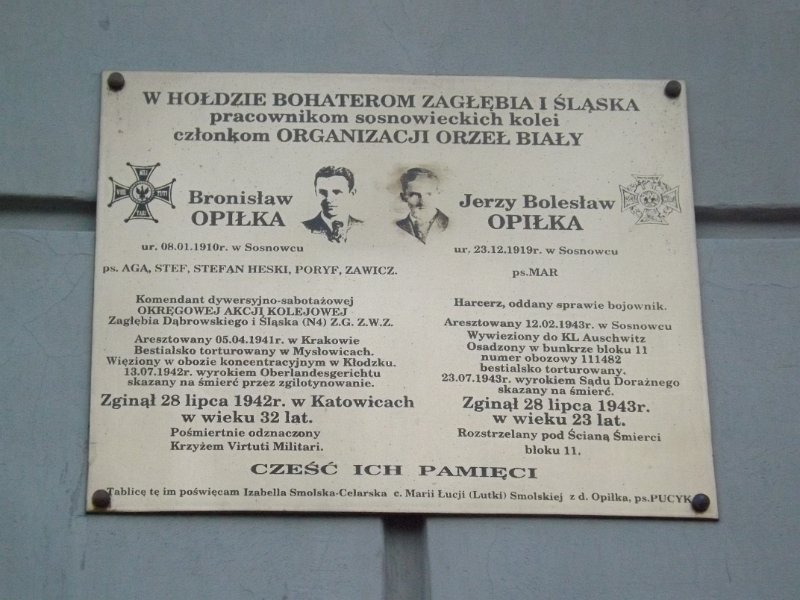 W HOŁDZIE BOHATEROM ZAGŁĘBIA I ŚLĄSKA
pracownikom sosnowieckich kolei
członkom ORGANIZACJI ORZEŁ BIAŁY
Bronisław
OPIŁKA
ur. 08.01.1910r. w Sosnowcu
ps. AGA, STEF, STEFAN HESKI, PORYF, ZAWICZ.
Komendant dywersyjno-sabotażowej
OKRĘGOWEJ AKCJI KOLEJOWEJ
Zagłębia Dąbrowskiego i Śląska (N4) Z.G. Z.W.Z.
Aresztowany 05.04.1941r. w Krakowie
Bestialsko torturowany w Mysłowicach.
Więziony w obozie koncentracyjnym w Kłodzku.
13.07.1942r. wyrokiem Oberlandesgerichtu
skazany na śmierć przez zgilotynowanie.
Zginął 28 lipca 1942r. w Katowicach
w wieku 32 lat.
Pośmiertnie odznaczony
Krzyżem Virtuti Militari.
Jerzy Bolesław
OPIŁKA
ur. 23.12.1919r. w Sosnowcu
ps.MAR
Harcerz, oddany sprawie bojownik.
Aresztowany 12.02.1943r. w Sosnowcu
Wywieziony do KL Auschwitz
Osadzony w bunkrze bloku 11
numer obozowy 111482
bestialsko torturowany.
23.07.1943r. wyrokiem Sądu Doraźnego
skazany na śmierć.
Zginął 28 lipca 1943r.
w wieku 23 lat.
Rozstrzelany pod Ścianą Śmierci
bloku 11.
CZEŚĆ ICH PAMIĘCI
Tablicę tę im poświęcam Izabella Smolska-Celarska c. Marii Łucji (Lutki) Smolskiej z d. Opiłka, ps.PUCYK